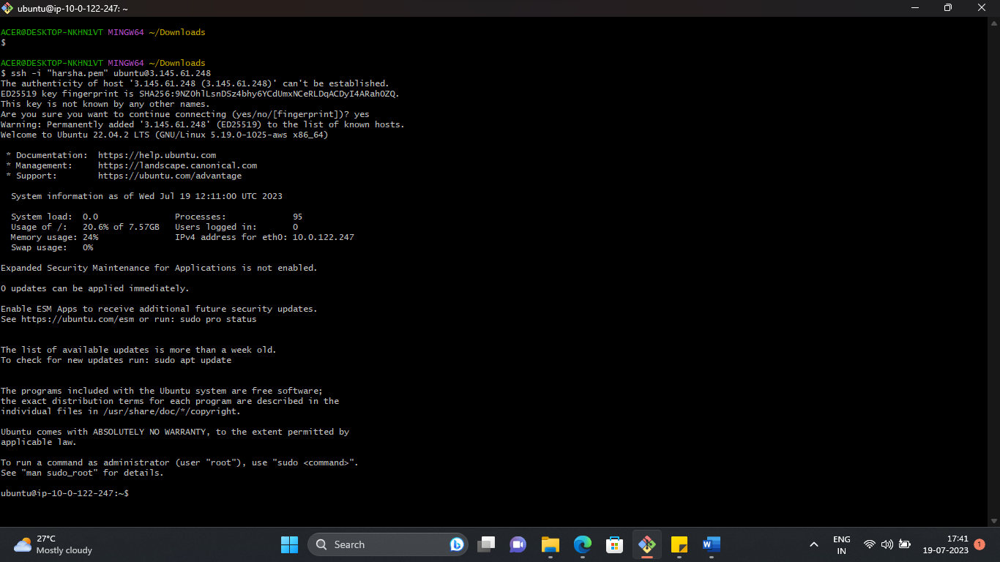 ubuntu@ip-10-0-122-247: ~
ACER@DESKTOP-NKHN1VT MINGW64 ~/Downloads
$
ACER@DESKTOP-NKHN1VT MINGW64 ~/Downloads
$ ssh -i "harsha.pem" ubuntu@3.145.61.248
The authenticity of host '3.145.61.248 (3.145.61.248)' can't be established.
ED25519 key fingerprint is SHA256:9NZOhlLsnDSz4bhy6YCdUmxNCeRLDqACDyI4ARahOZQ.
This key is not known by any other names.
Are you sure you want to continue connecting (yes/no/[fingerprint])? yes
Warning: Permanently added '3.145.61.248' (ED25519) to the list of known hosts.
Welcome to Ubuntu 22.04.2 LTS (GNU/Linux 5.19.0-1025-aws x86_64)
* Documentation:  https://help.ubuntu.com
* Management:     https://landscape.canonical.com
* Support:        https://ubuntu.com/advantage
System information as of Wed Jul 19 12:11:00 UTC 2023
System load:  0.0               Processes:             95
Usage of /:   20.6% of 7.57GB   Users logged in:       0
Memory usage: 24%               IPv4 address for eth0: 10.0.122.247
Swap usage:   0%
Expanded Security Maintenance for Applications is not enabled.
0 updates can be applied immediately.
Enable ESM Apps to receive additional future security updates.
See https://ubuntu.com/esm or run: sudo pro status
The list of available updates is more than a week old.
To check for new updates run: sudo apt update
The programs included with the Ubuntu system are free software;
the exact distribution terms for each program are described in the
individual files in /usr/share/doc/*/copyright.
Ubuntu comes with ABSOLUTELY NO WARRANTY, to the extent permitted by
applicable law.
To run a command as administrator (user "root"), use "sudo <command>".
See "man sudo_root" for details.
ubuntu@ip-10-0-122-247:~$
27°C
Mostly cloudy
Search
ENG
IN
17:41
19-07-2023
1